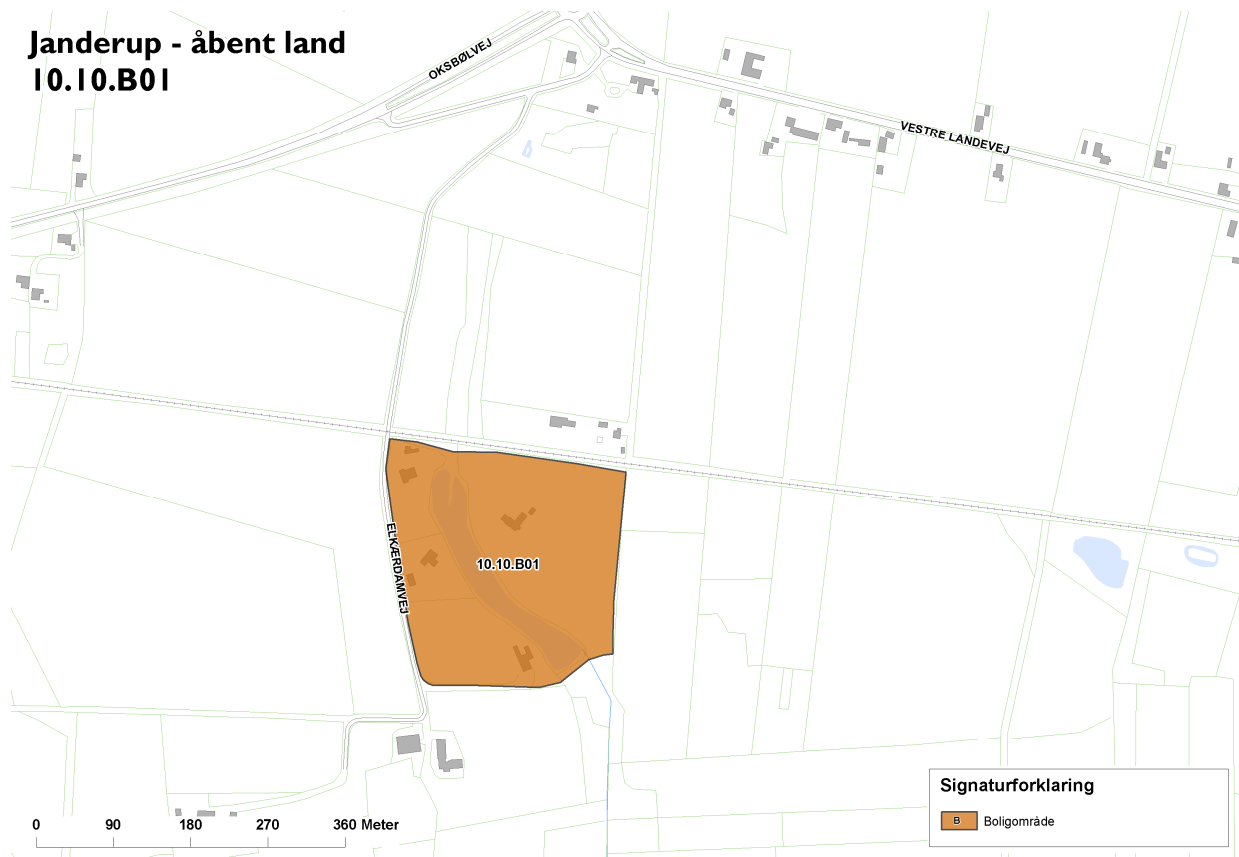 Janderup - åbent land
10.10.B01
OKSBØLVEJ
VESTRE LANDEVEJ
ELKÆRDAMVEJ
10.10.B01
Signaturforklaring
B Boligområde
0 90 180 270 360 Meter